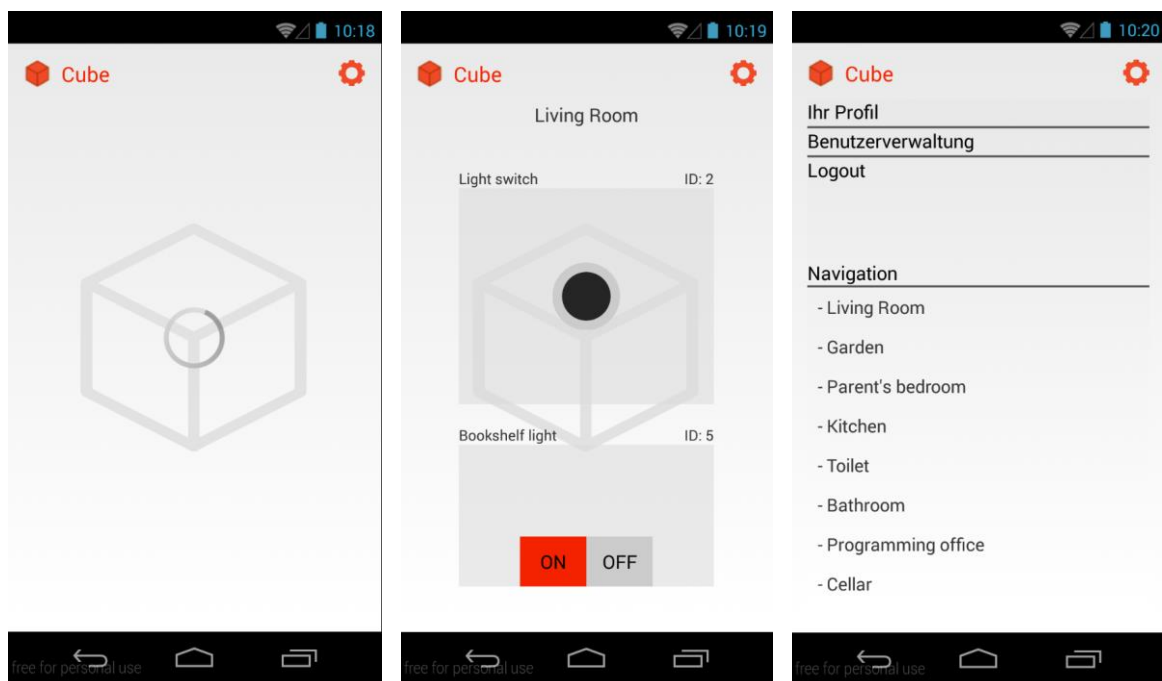 10:18
Cube
free for personal use
10:19
Cube
Living Room
Light switch ID: 2
Bookshelf light ID: 5
ON OFF
free for personal use
10:20
Cube
Ihr Profil
Benutzerverwaltung
Logout
Navigation
- Living Room
- Garden
- Parent's bedroom
- Kitchen
- Toilet
- Bathroom
- Programming office
- Cellar
free for personal use